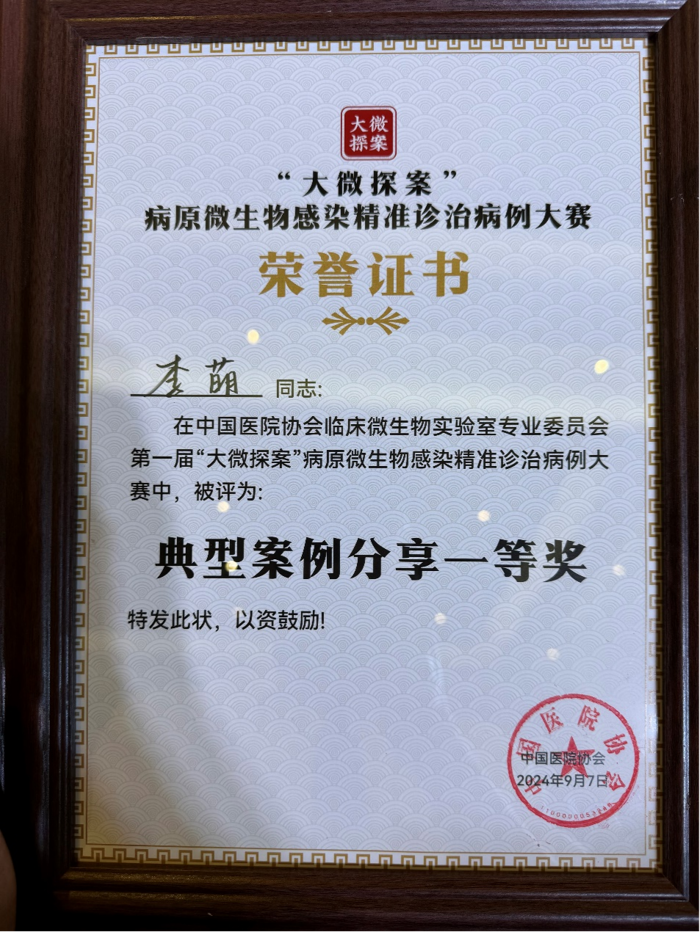 大微
探案
“大微探案”
病原微生物感染精准诊治病例大赛
荣誉证书
李萌 同志:
在中国医院协会临床微生物实验室专业委员会
第一届“大微探案”病原微生物感染精准诊治病例大
赛中，被评为:
典型案例分享一等奖
特发此状，以资鼓励!
中国医院协会
中国医院协会
2024年9月7日